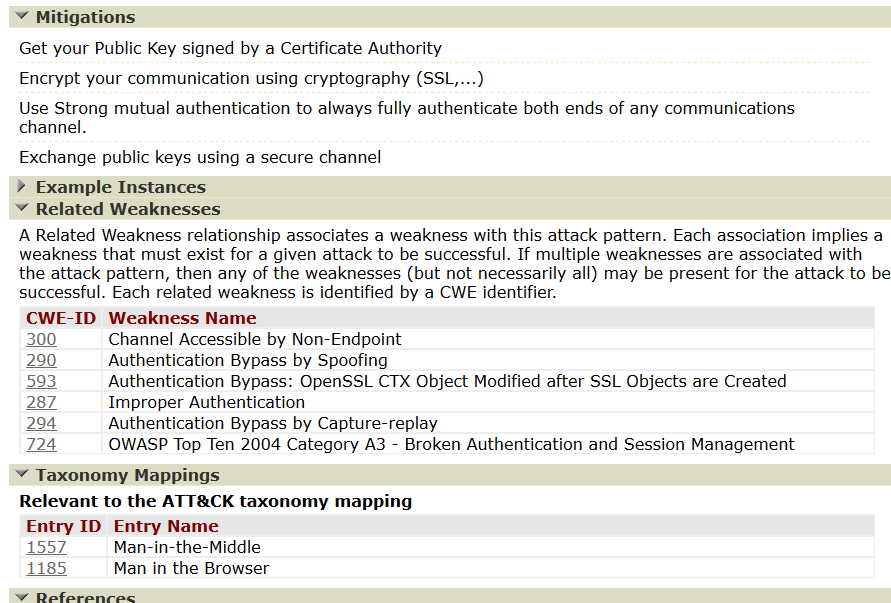 Mitigations
Get your Public Key signed by a Certificate Authority
Encrypt your communication using cryptography (SSL,...)
Use Strong mutual authentication to always fully authenticate both ends of any communications
channel.
Exchange public keys using a secure channel
Example Instances
Related Weaknesses
A Related Weakness relationship associates a weakness with this attack pattern. Each association implies a
weakness that must exist for a given attack to be successful. If multiple weaknesses are associated with
the attack pattern, then any of the weaknesses (but not necessarily all) may be present for the attack to be
successful. Each related weakness is identified by a CWE identifier.
CWE-ID Weakness Name
300 Channel Accessible by Non-Endpoint
290 Authentication Bypass by Spoofing
593 Authentication Bypass: OpenSSL CTX Object Modified after SSL Objects are Created
287 Improper Authentication
294 Authentication Bypass by Capture-replay
724 OWASP Top Ten 2004 Category A3 - Broken Authentication and Session Management
Taxonomy Mappings
Relevant to the ATT&CK taxonomy mapping
Entry ID Entry Name
1557 Man-in-the-Middle
1185 Man in the Browser
References